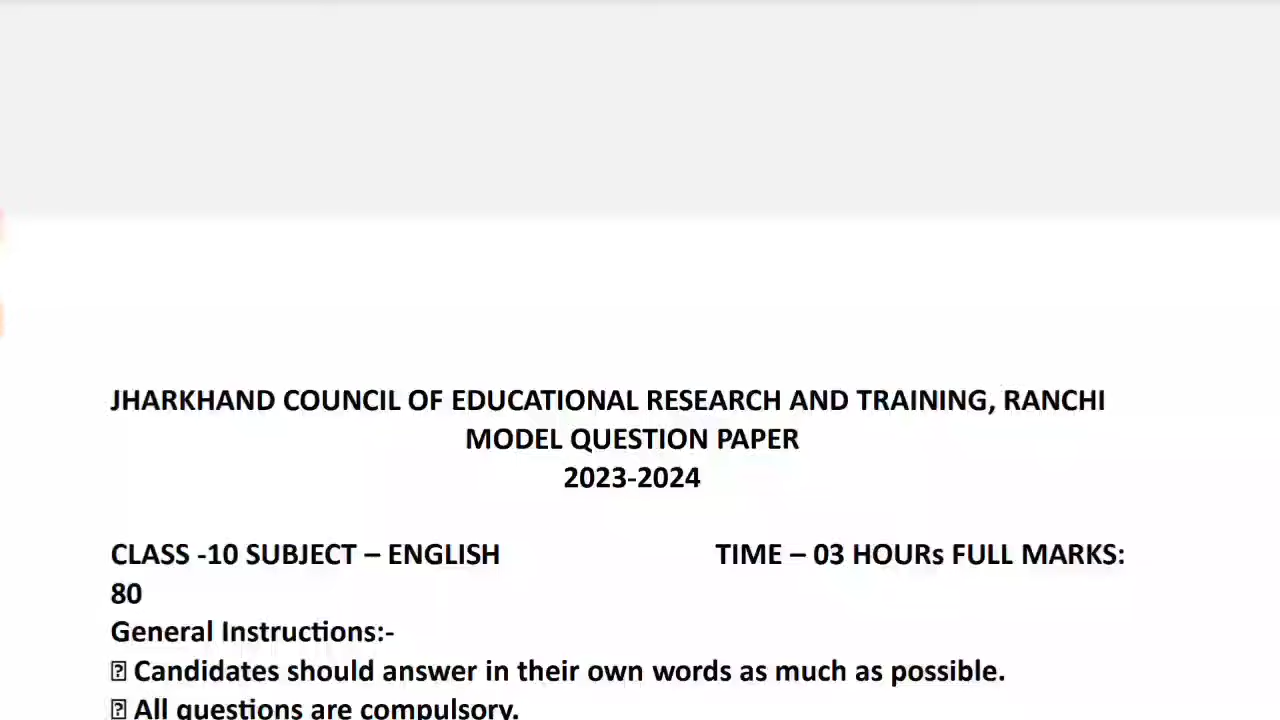 JHARKHAND COUNCIL OF EDUCATIONAL RESEARCH AND TRAINING, RANCHI
MODEL QUESTION PAPER
2023-2024
CLASS -10 SUBJECT – ENGLISH TIME – 03 HOURs FULL MARKS:
80
General Instructions:-
⍰ Candidates should answer in their own words as much as possible.
⍰ All questions are compulsory.